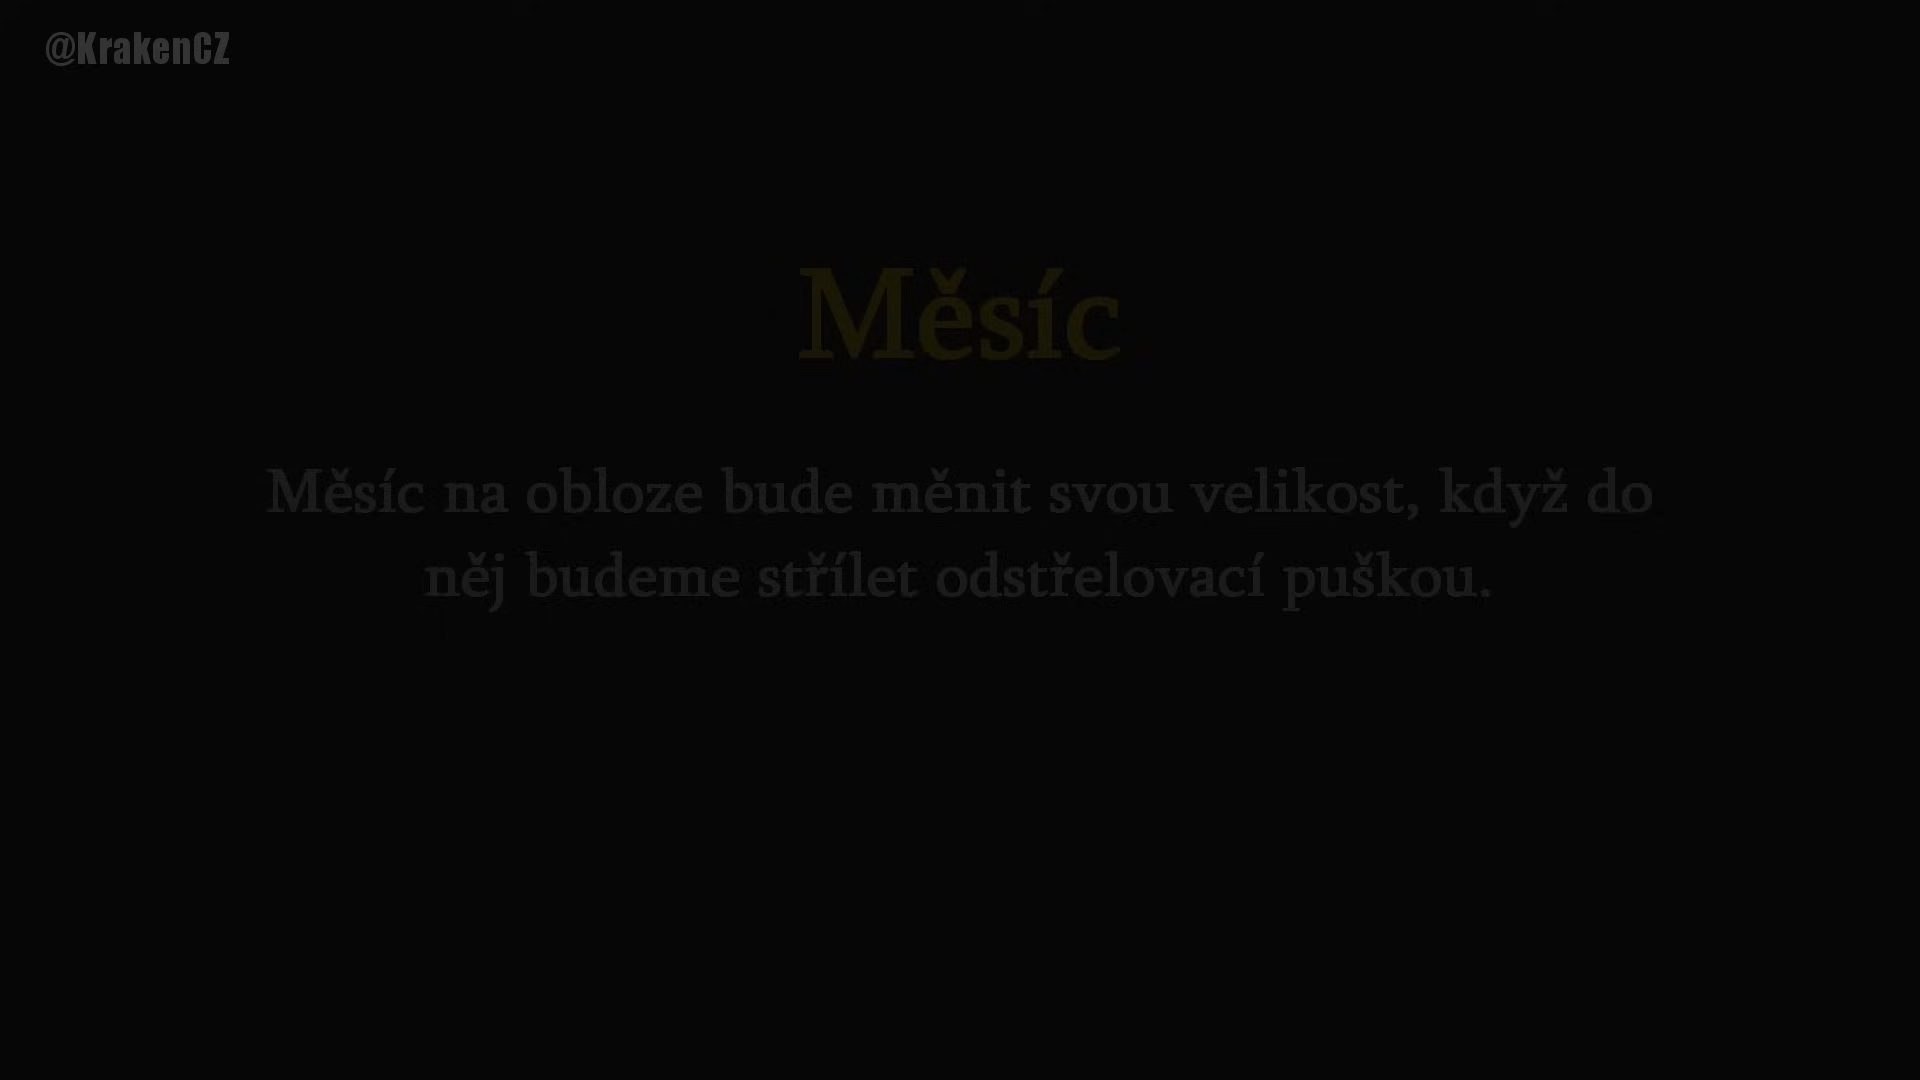 @KrakenCZ
Měsíc
Měsíc na obloze bude měnit svou velikost, když do
něj budeme střílet odstřelovací puškou.